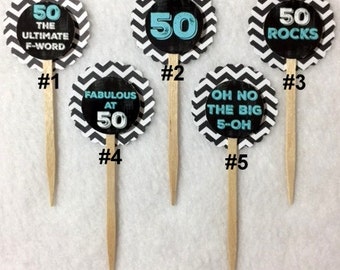 50
THE
ULTIMATE
F-WORD
#1
50
#2
50
ROCKS
#3
FABULOUS
AT
50
#4
OH NO
THE BIG
5-OH
#5